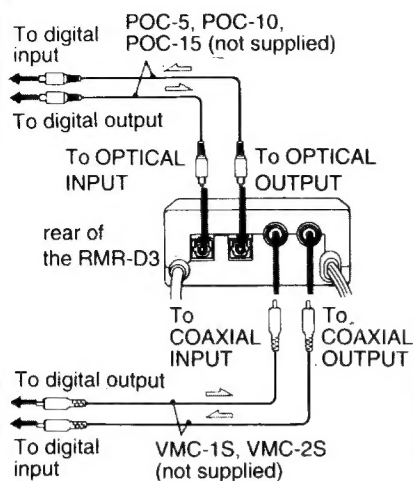 To digital
input
POC-5, POC-10,
POC-15 (not supplied)
To digital output
To OPTICAL
INPUT
To OPTICAL
OUTPUT
rear of
the RMR-D3
To
COAXIAL
INPUT
To
COAXIAL
OUTPUT
To digital output
To digital
input
VMC-1S, VMC-2S
(not supplied)